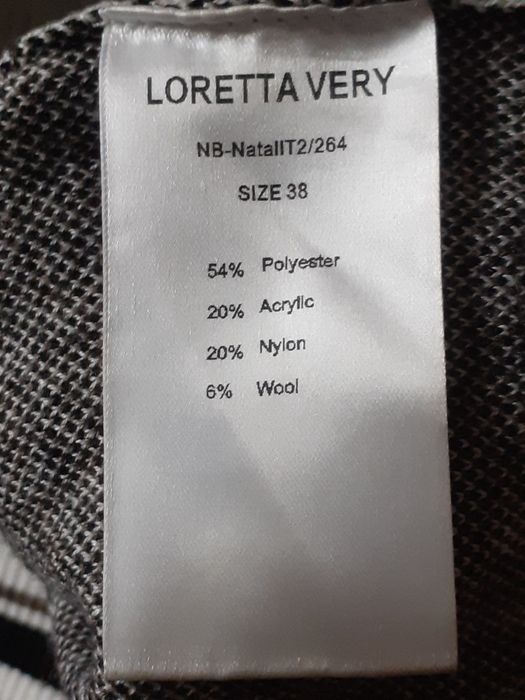 LORETTA VERY
NB-NatalIT2/264
SIZE 38
54% Polyester
20% Acrylic
20% Nylon
6% Wool